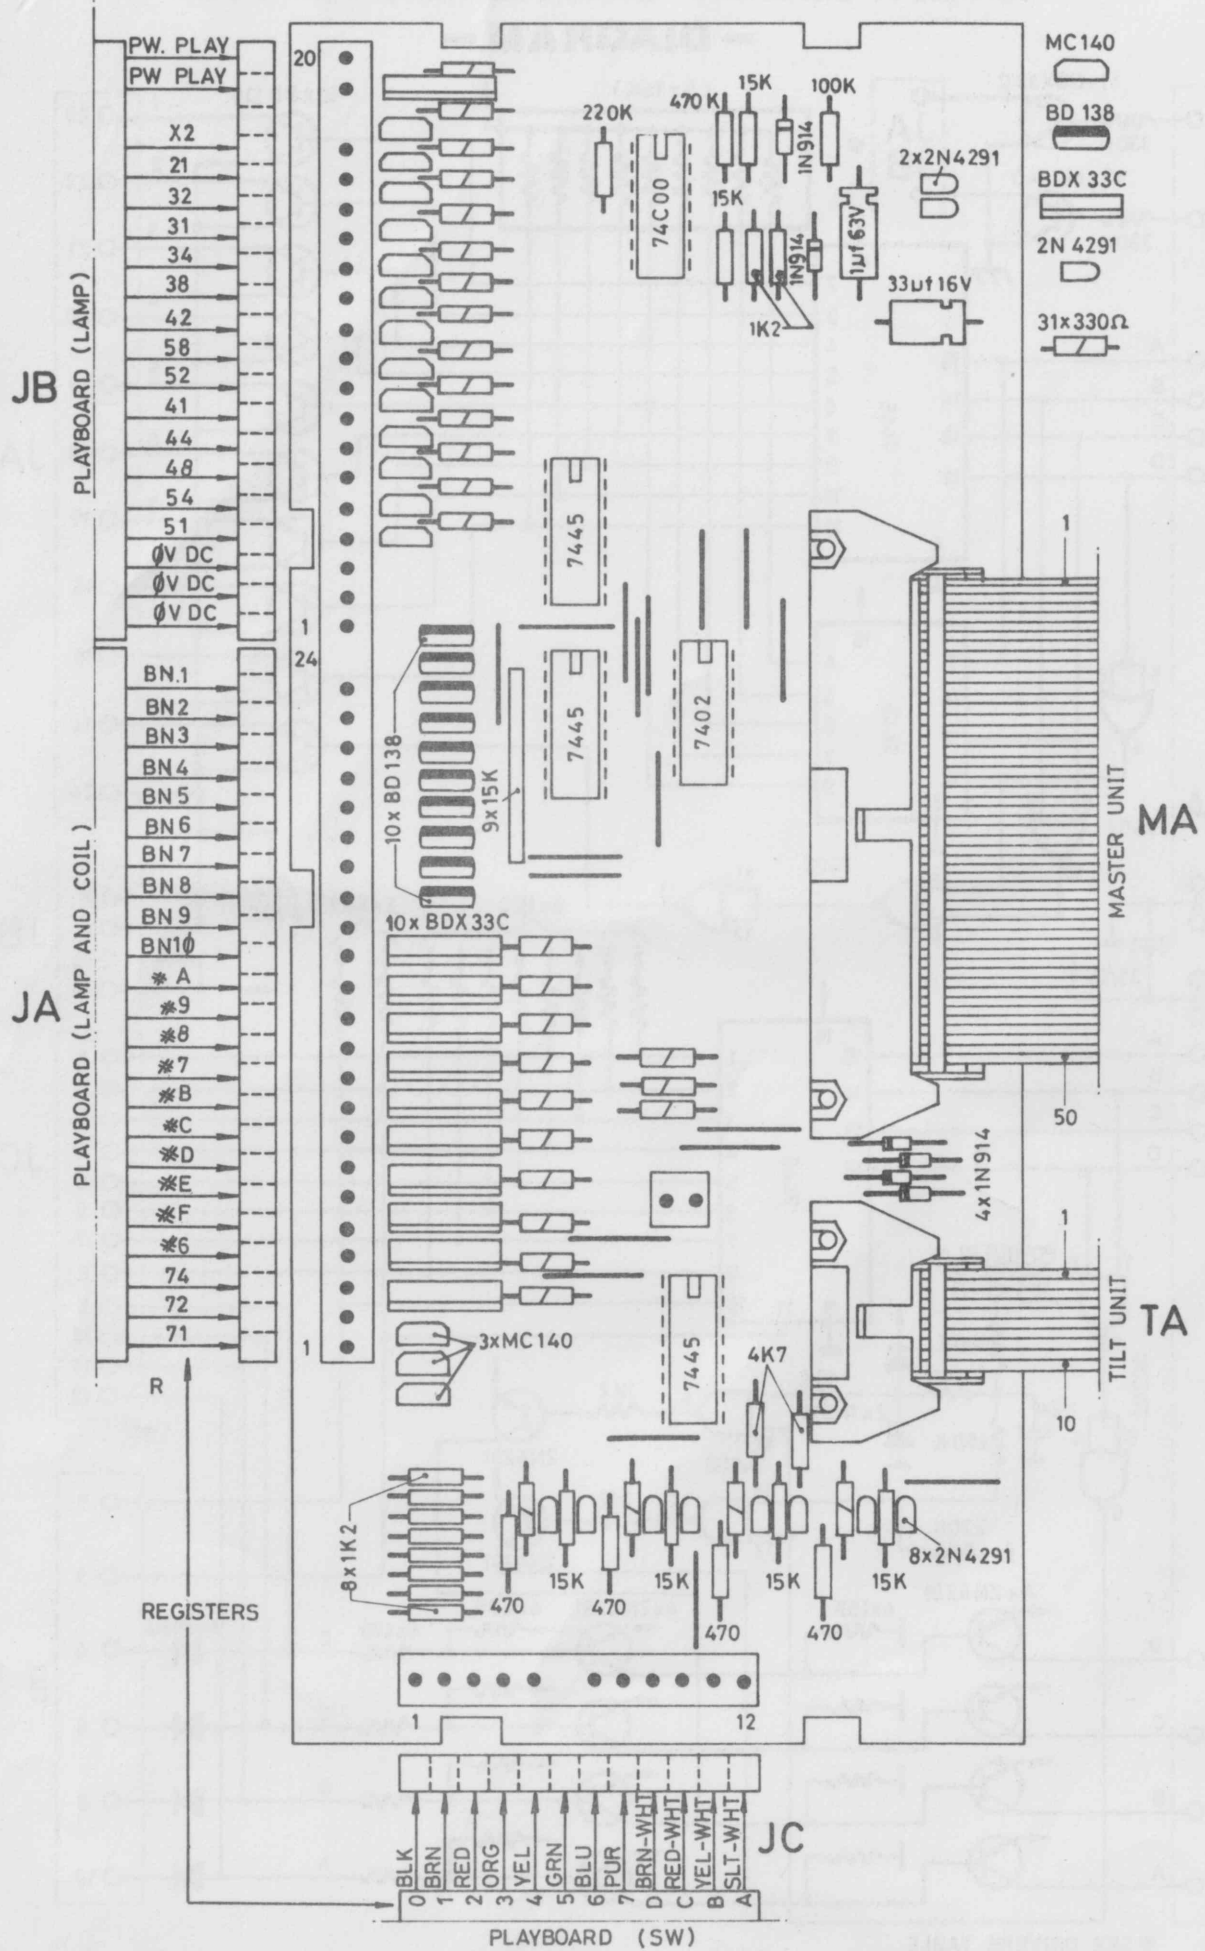 PW. PLAY
PW PLAY
X2
21
32
31
34
38
42
58
52
41
44
48
54
51
ØV DC
ØV DC
ØV DC
20
1
JB
PLAYBOARD (LAMP)
BN.1
BN2
BN3
BN4
BN5
BN6
BN7
BN8
BN9
BN1Ø
※A
※9
※8
※7
※B
※C
※D
※E
※F
※6
74
72
71
24
1
JA
PLAYBOARD (LAMP AND COIL)
R
REGISTERS
220K
74C00
470K
15K
1N914
100K
15K
1N914
1K2
1µf 63V
2x2N4291
33µf 16V
MC140
BD 138
BDX 33C
2N 4291
31x330Ω
7445
7445
7402
10xBD138
9x15K
10x BDX33C
1
50
MASTER UNIT
MA
4x1N914
1
10
TILT UNIT
TA
3xMC140
7445
4K7
8x1K2
470
15K
470
15K
470
15K
470
15K
8x2N4291
1
12
BLK
BRN
RED
ORG
YEL
GRN
BLU
PUR
BRN-WHT
RED-WHT
YEL-WHT
SLT-WHT
JC
0
1
2
3
4
5
6
7
D
C
B
A
PLAYBOARD (SW)